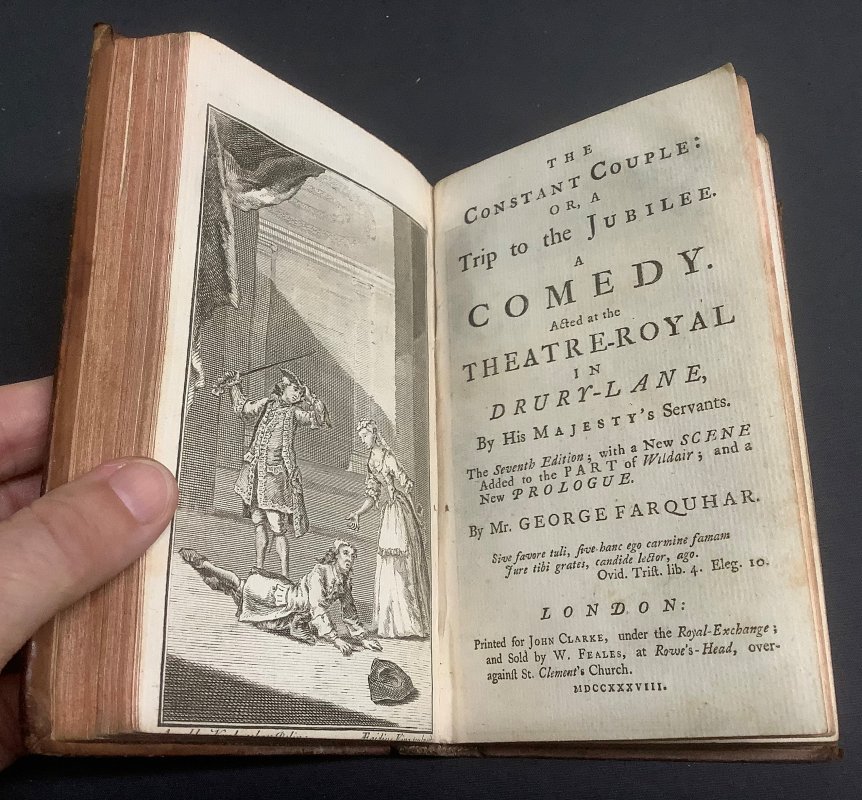 THE
CONSTANT COUPLE:
OR, A
Trip to the JUBILEE.
A
COMEDY.
Acted at the
THEATRE-ROYAL
IN
DRURY-LANE,
By His MAJESTY's Servants.
The Seventh Edition; with a New SCENE
Added to the PART of Wildair; and a
New PROLOGUE.
By Mr. GEORGE FARQUHAR.
Sive favore tuli, sive hanc ego carmine famam
Jure tibi grates, candide lector, ago.
Ovid. Trist. lib. 4. Eleg. 10.
LONDON:
Printed for JOHN CLARKE, under the Royal-Exchange;
and Sold by W. FEALES, at Rowe's-Head, over-
against St. Clement's Church.
MDCCXXXVIII.